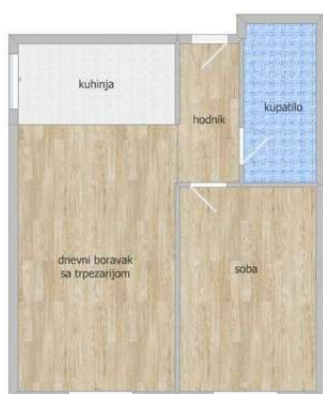 kuhinja
hodnik
kupatilo
dnevni boravak
sa trpezarijom
soba